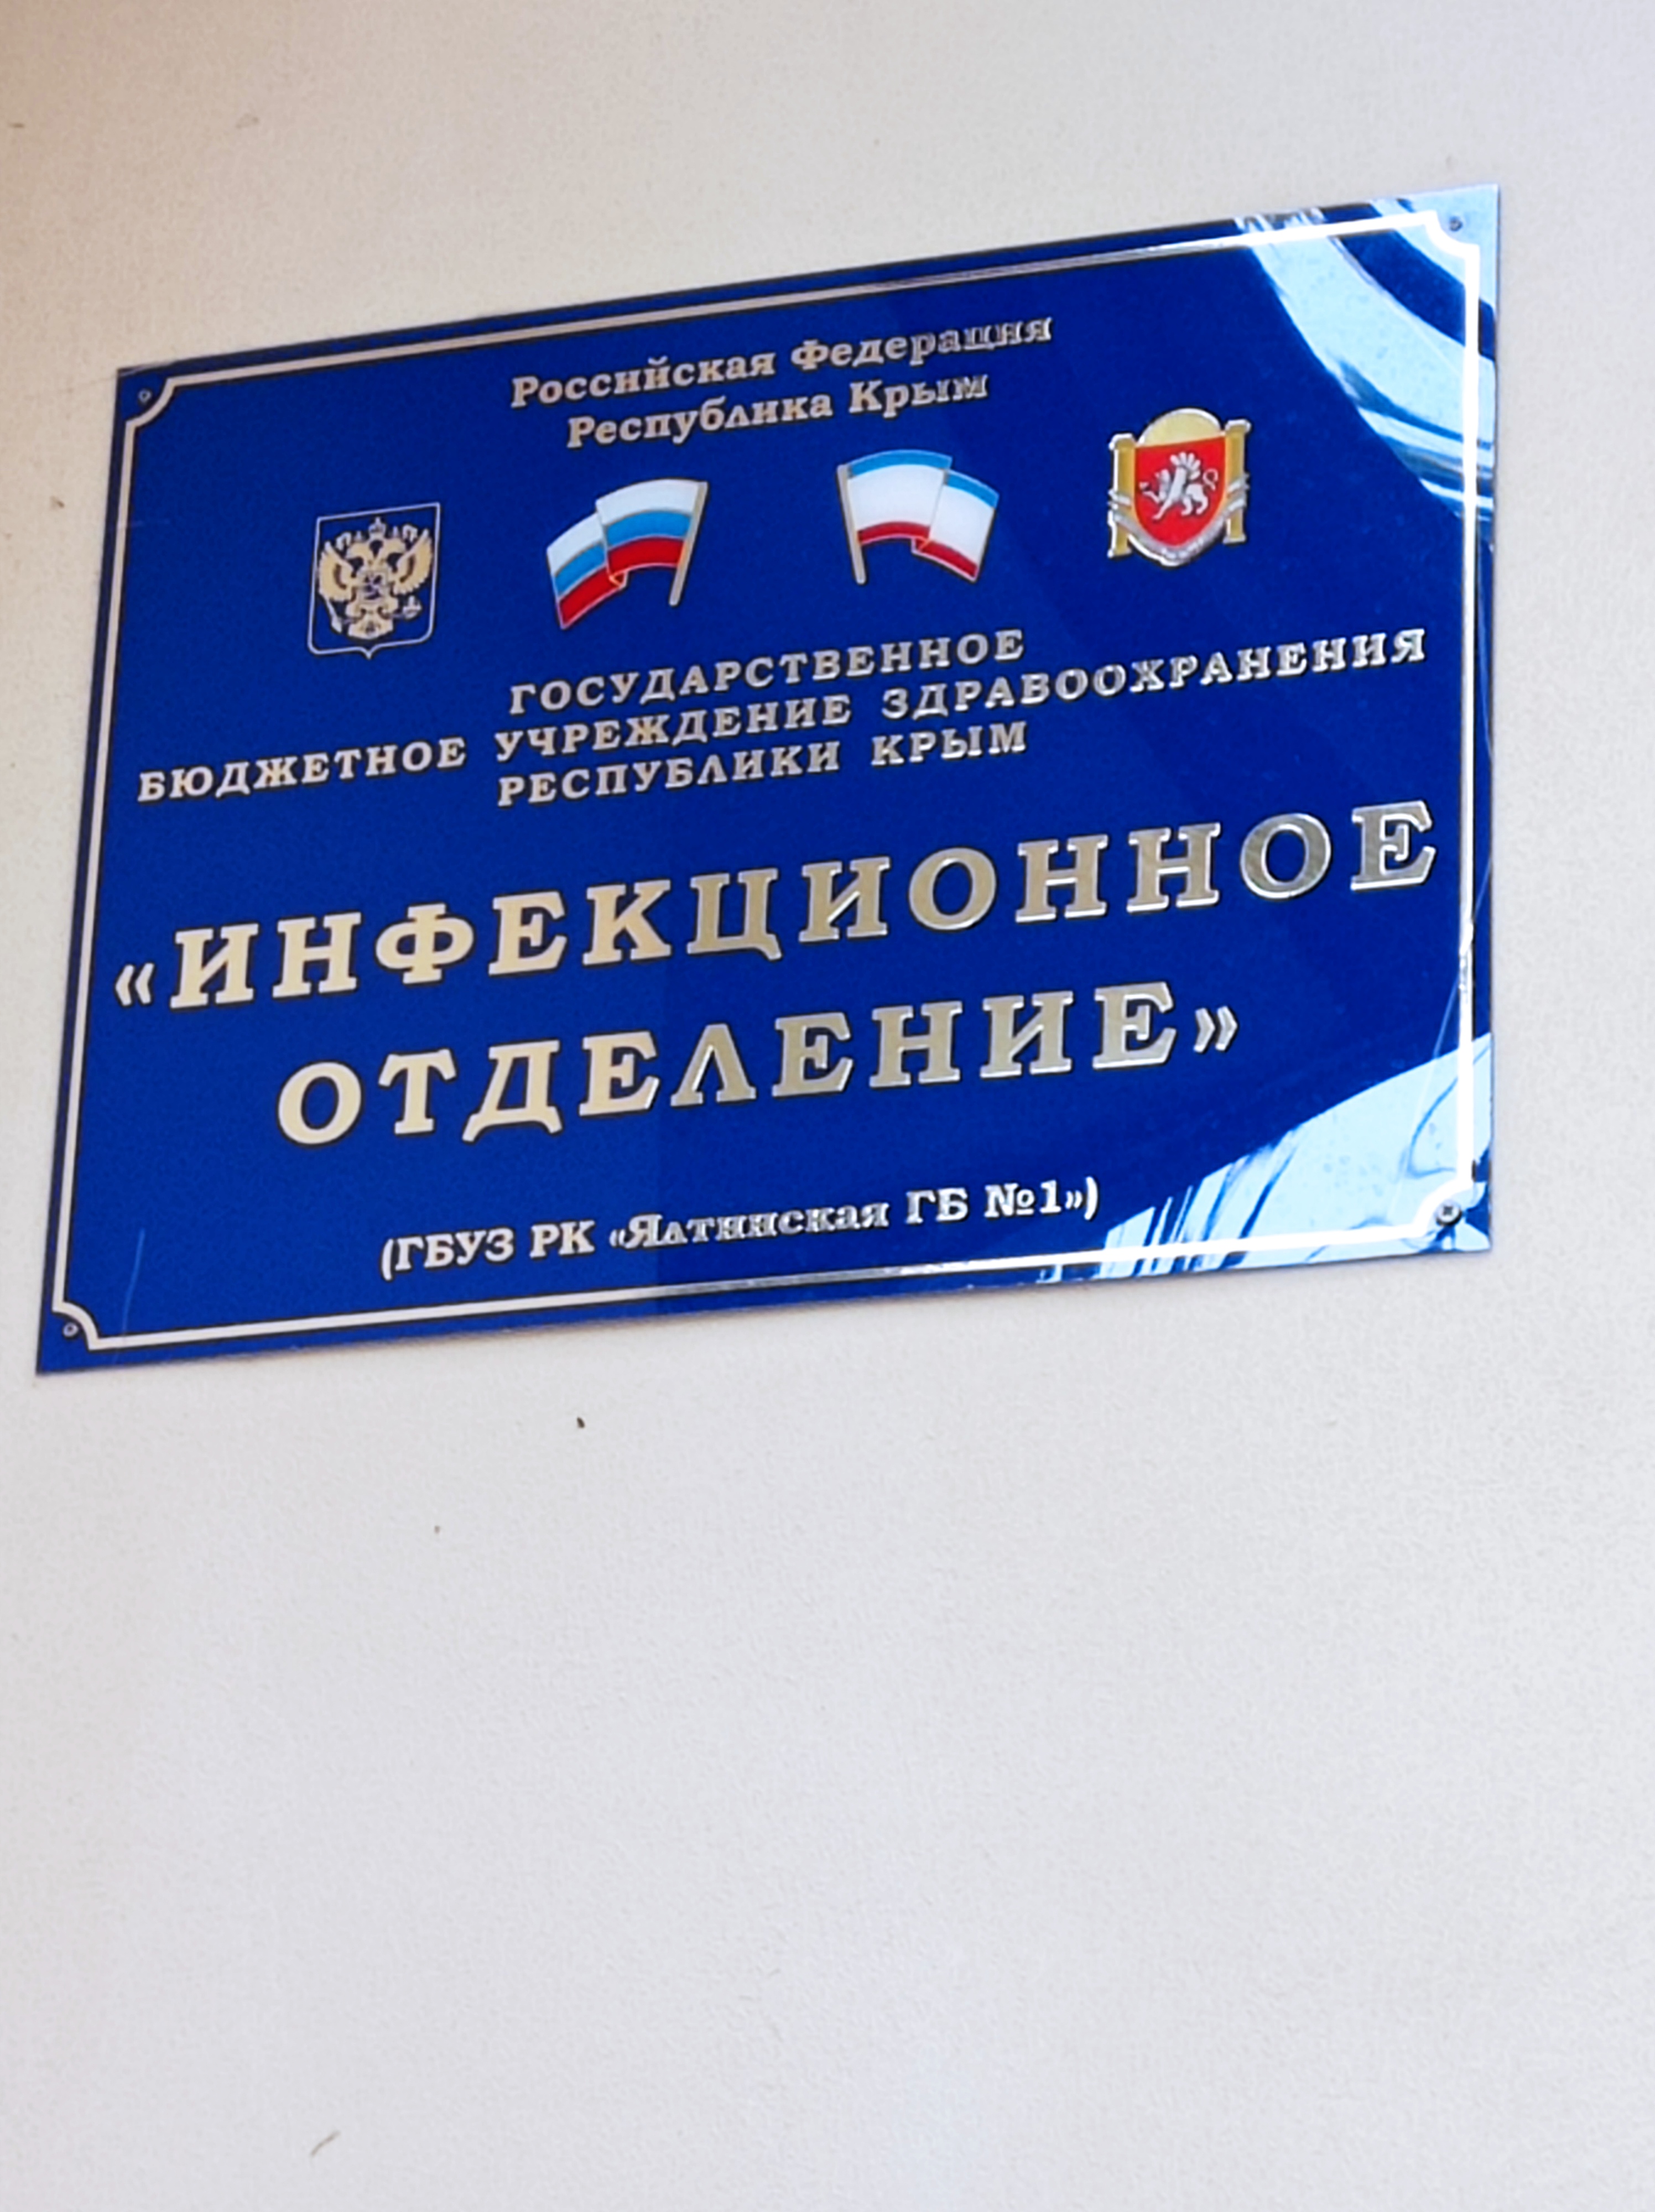 Российская Федерация
Республика Крым
ГОСУДАРСТВЕННОЕ
БЮДЖЕТНОЕ УЧРЕЖДЕНИЕ ЗДРАВООХРАНЕНИЯ
РЕСПУБЛИКИ КРЫМ
«ИНФЕКЦИОННОЕ
ОТДЕЛЕНИЕ»
(ГБУЗ РК «Ялтинская ГБ №1»)